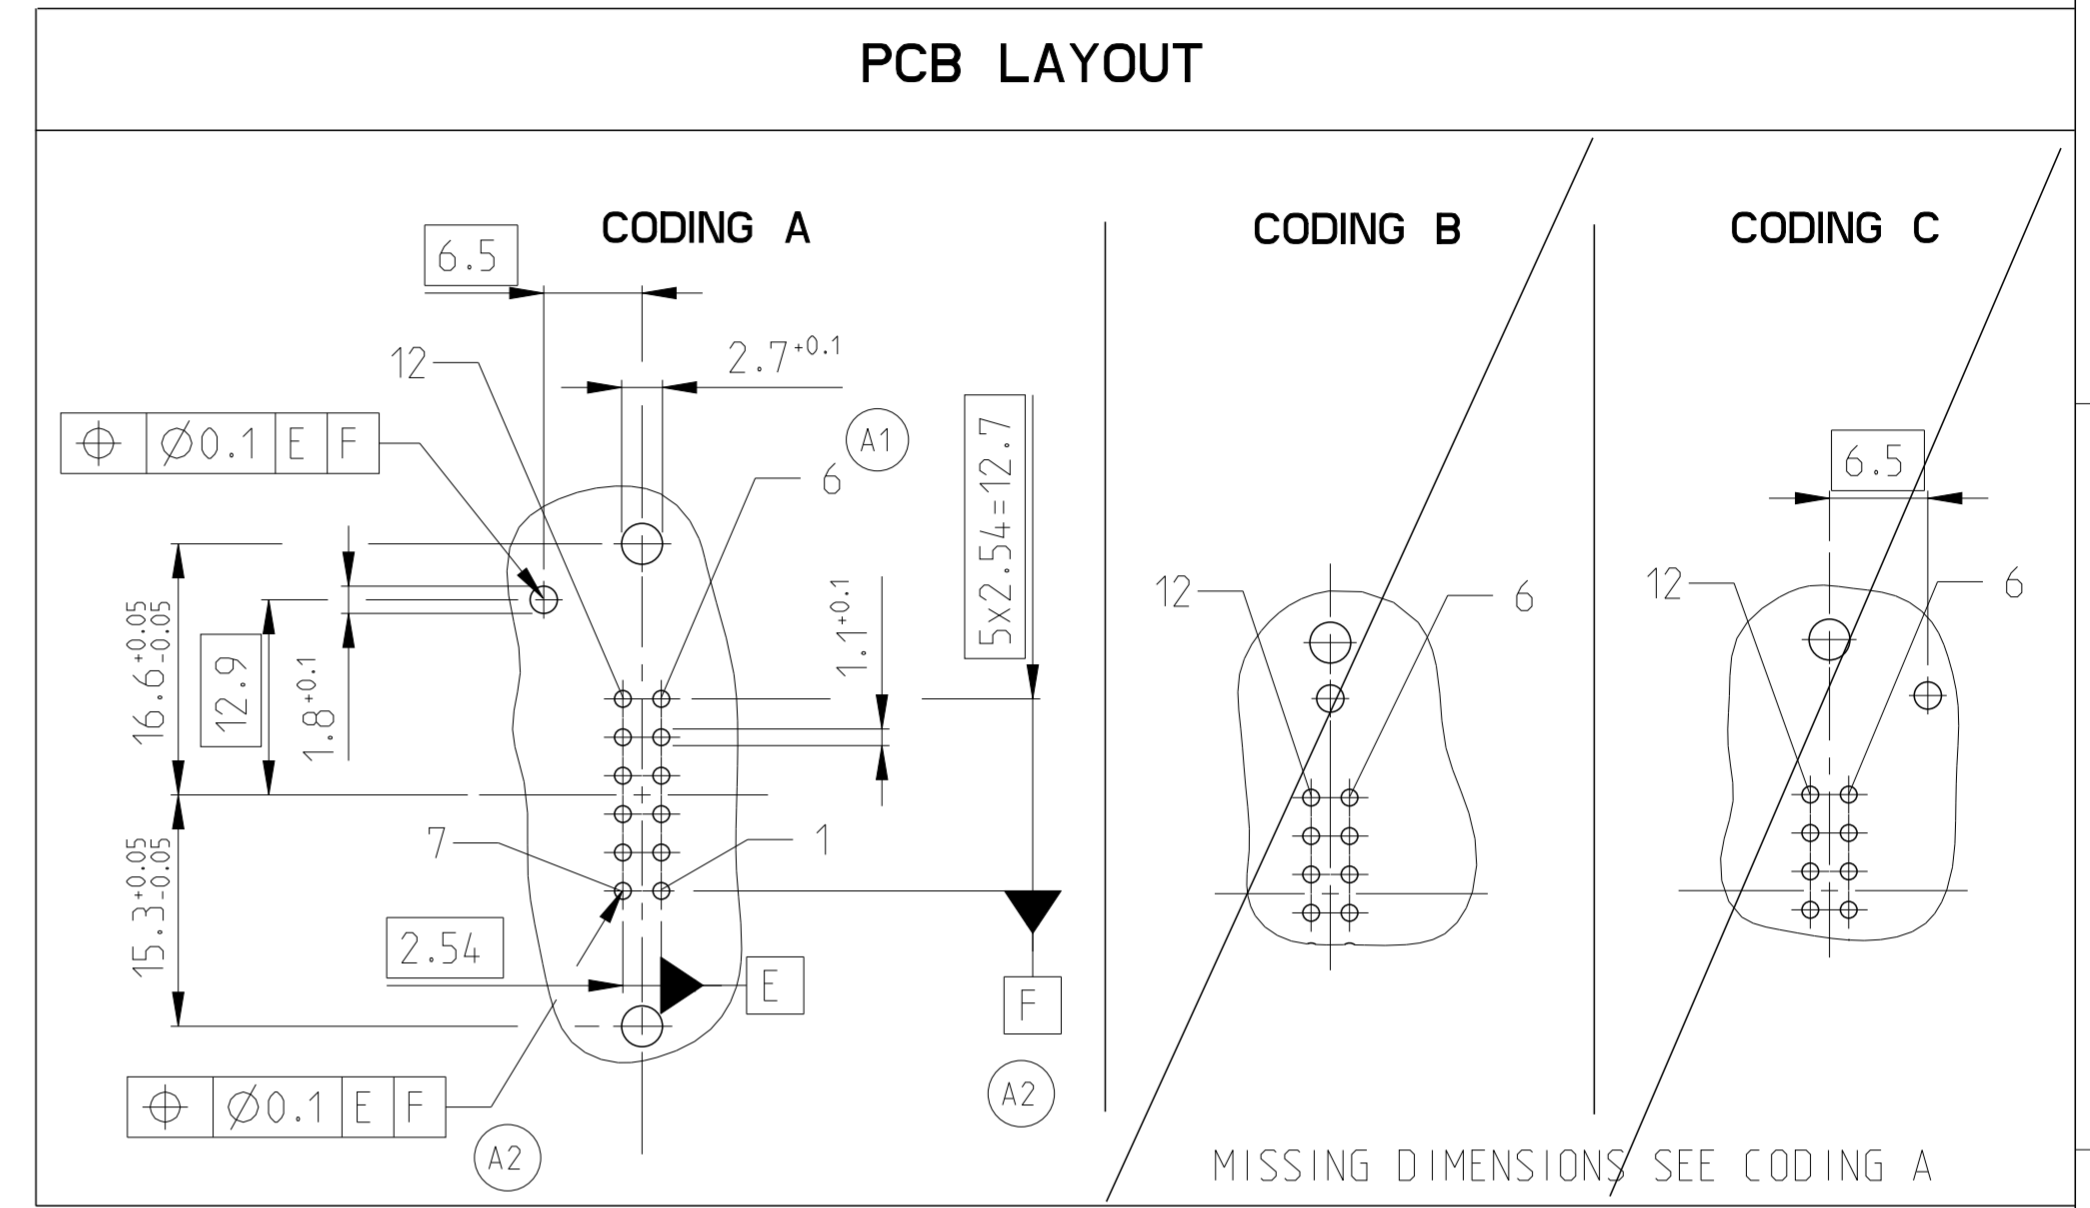 PCB LAYOUT
CODING A
CODING B
CODING C
6.5
12
2.7+0.1
⌖ Ø0.1 E F
A1
6
5x2.54=12.7
6.5
16.6+0.05-0.05
12.9
1.8+0.1
1.1+0.1
12
6
12
6
7
1
15.3+0.05-0.05
2.54
E
F
⌖ Ø0.1 E F
A2
A2
MISSING DIMENSIONS SEE CODING A